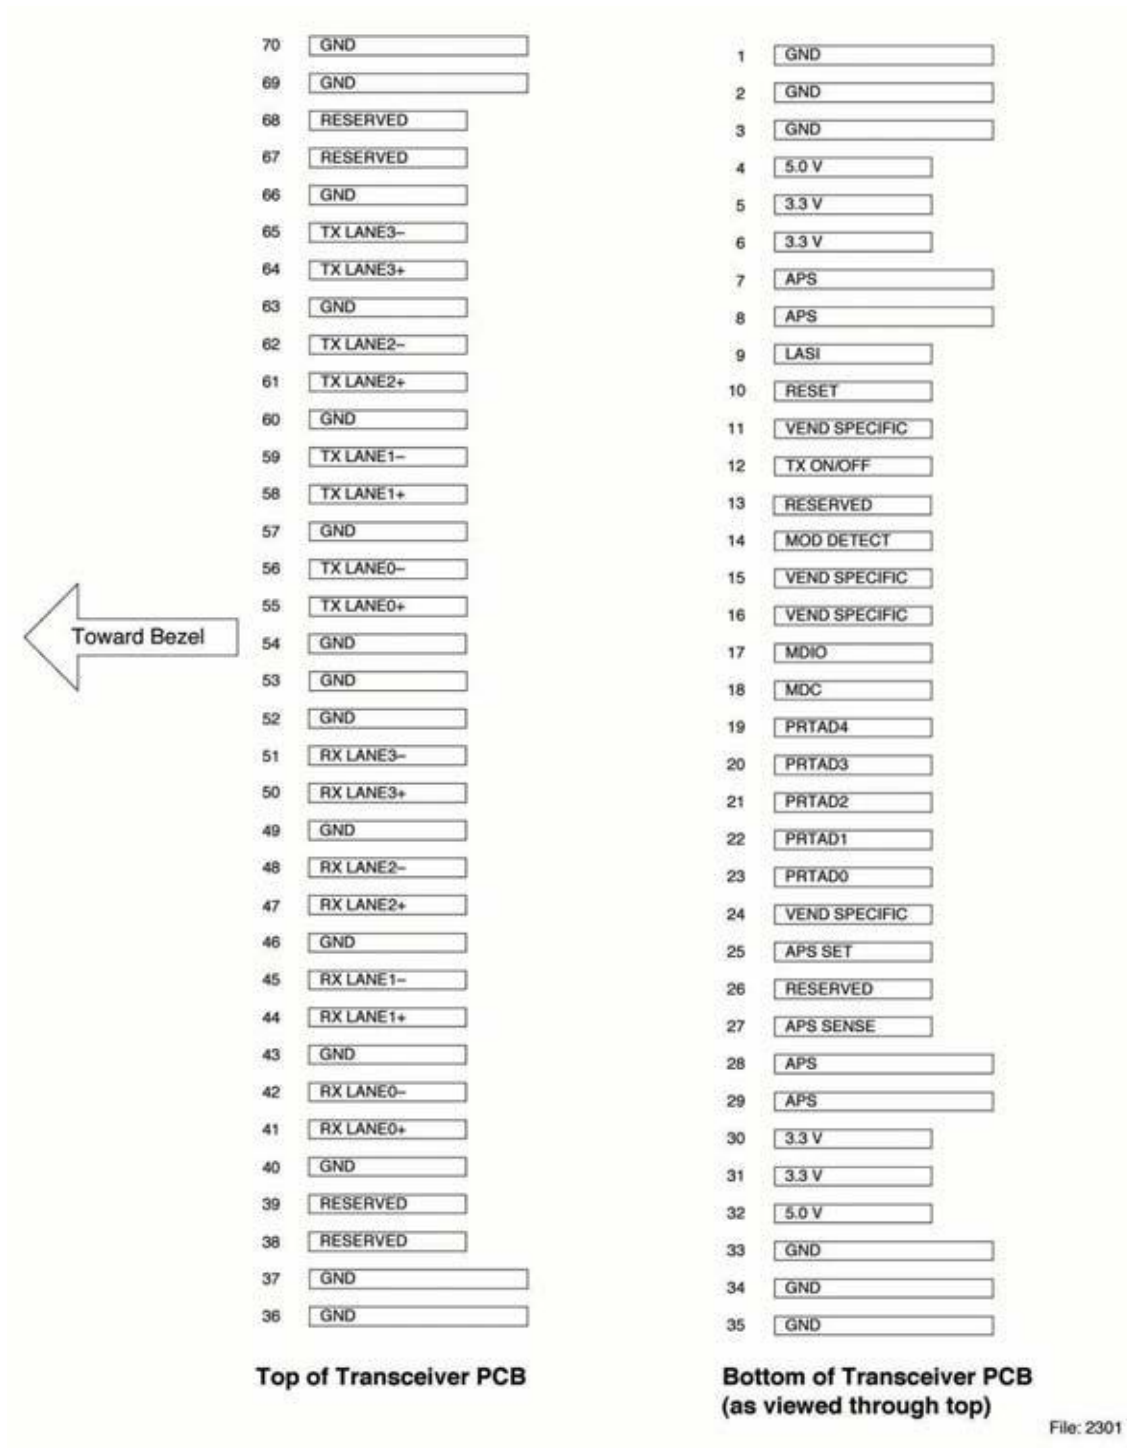 70 GND
69 GND
68 RESERVED
67 RESERVED
66 GND
65 TX LANE3–
64 TX LANE3+
63 GND
62 TX LANE2–
61 TX LANE2+
60 GND
59 TX LANE1–
58 TX LANE1+
57 GND
56 TX LANE0–
55 TX LANE0+
Toward Bezel
54 GND
53 GND
52 GND
51 RX LANE3–
50 RX LANE3+
49 GND
48 RX LANE2–
47 RX LANE2+
46 GND
45 RX LANE1–
44 RX LANE1+
43 GND
42 RX LANE0–
41 RX LANE0+
40 GND
39 RESERVED
38 RESERVED
37 GND
36 GND
Top of Transceiver PCB
1 GND
2 GND
3 GND
4 5.0 V
5 3.3 V
6 3.3 V
7 APS
8 APS
9 LASI
10 RESET
11 VEND SPECIFIC
12 TX ON/OFF
13 RESERVED
14 MOD DETECT
15 VEND SPECIFIC
16 VEND SPECIFIC
17 MDIO
18 MDC
19 PRTAD4
20 PRTAD3
21 PRTAD2
22 PRTAD1
23 PRTAD0
24 VEND SPECIFIC
25 APS SET
26 RESERVED
27 APS SENSE
28 APS
29 APS
30 3.3 V
31 3.3 V
32 5.0 V
33 GND
34 GND
35 GND
Bottom of Transceiver PCB
(as viewed through top)
File: 2301